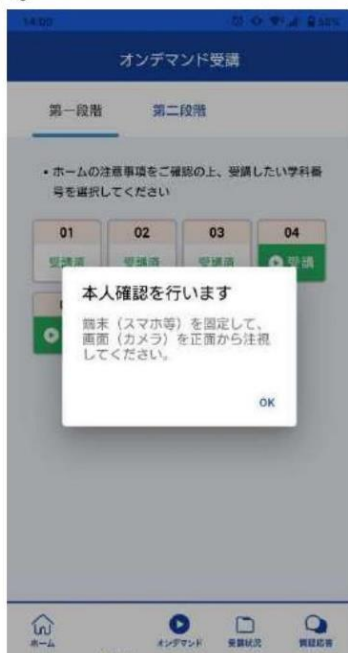 14:00
50%
オンデマンド受講
第一段階 第二段階
• ホームの注意事項をご確認の上、受講したい学科番
号を選択してください
01 02 03 04
受講済 受講済 受講済 受講
本人確認を行います
端末（スマホ等）を固定して、
画面（カメラ）を正面から注視
してください。
OK
ホーム オンデマンド 受講状況 質疑応答